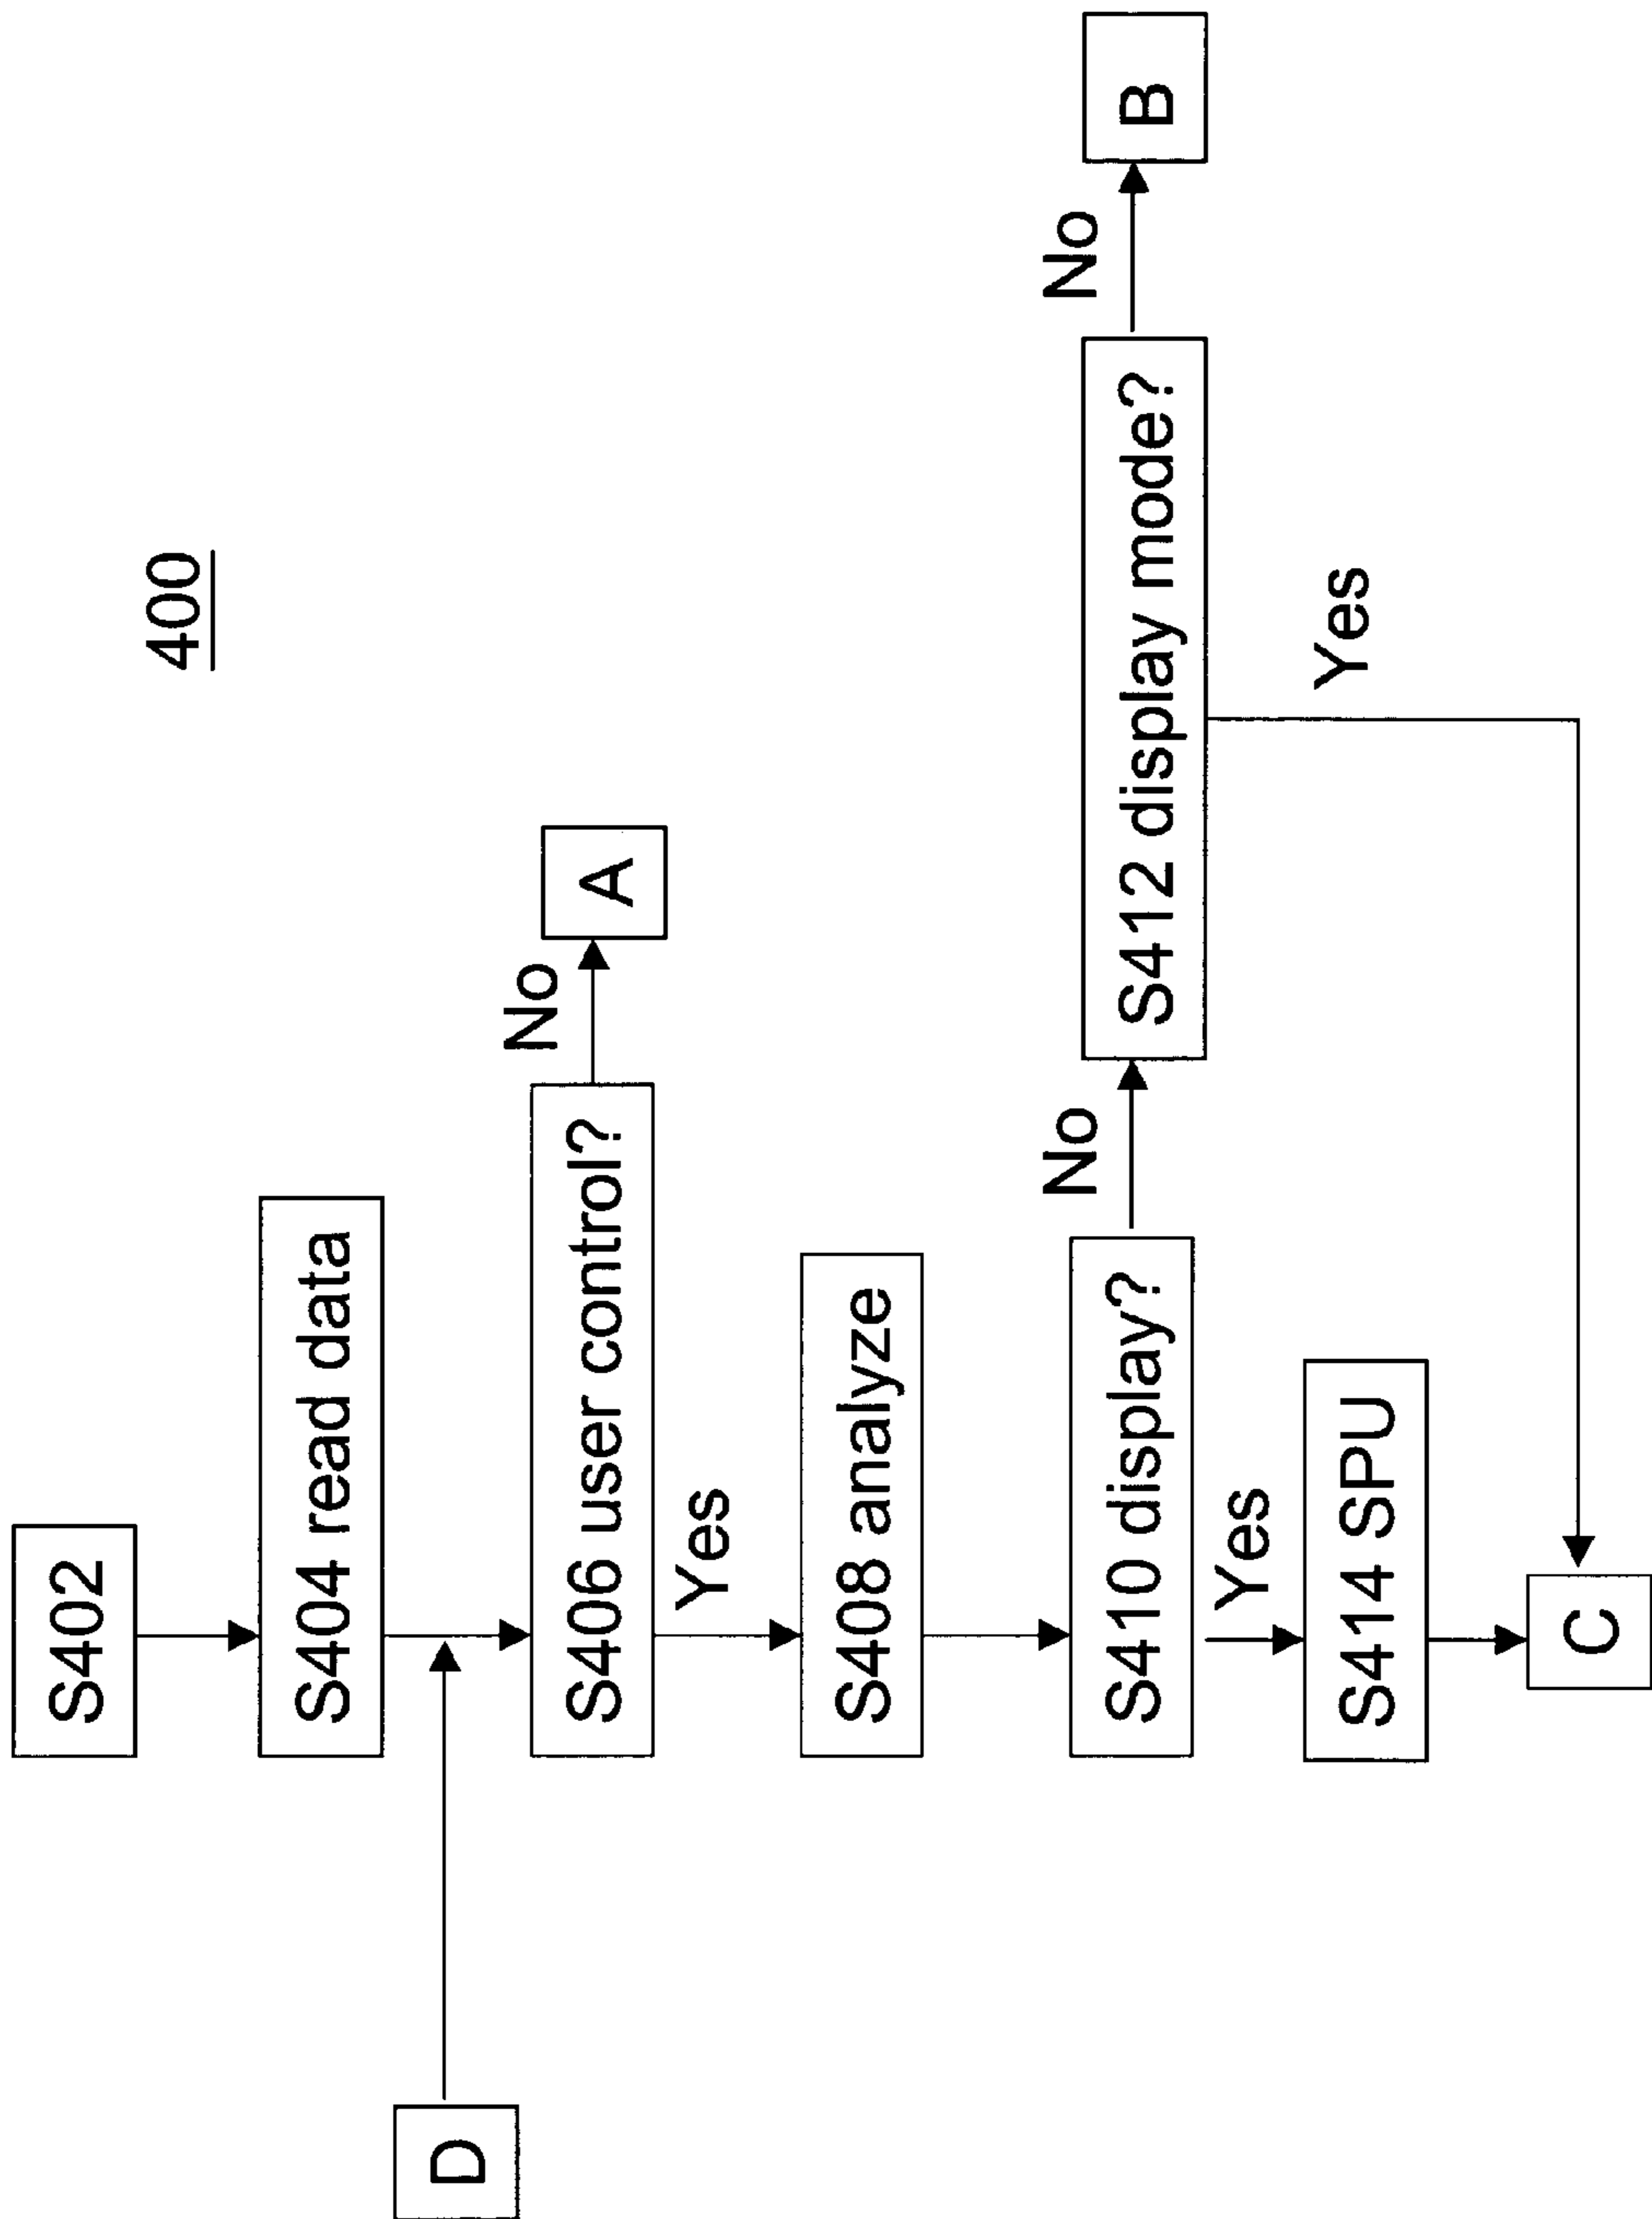 400
S402
S404 read data
D
S406 user control?
No
A
Yes
S408 analyze
S410 display?
No
S412 display mode?
No
B
Yes
Yes
S414 SPU
C